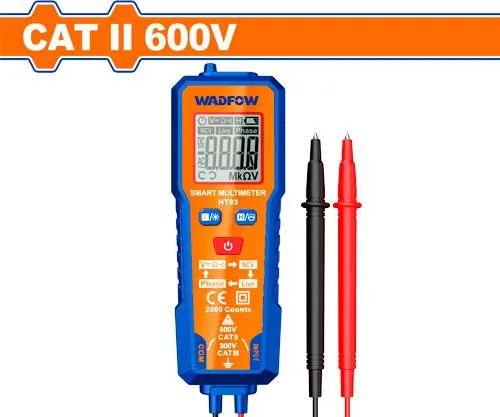 CAT II 600V
WADFOW
V H
NCV Live Phase
MkΩV
SMART MULTIMETER
HT93
H
V Ω NCV
Phase Live
CE
2000 Counts
600V
CAT II
300V
CAT III
COM
INPUT